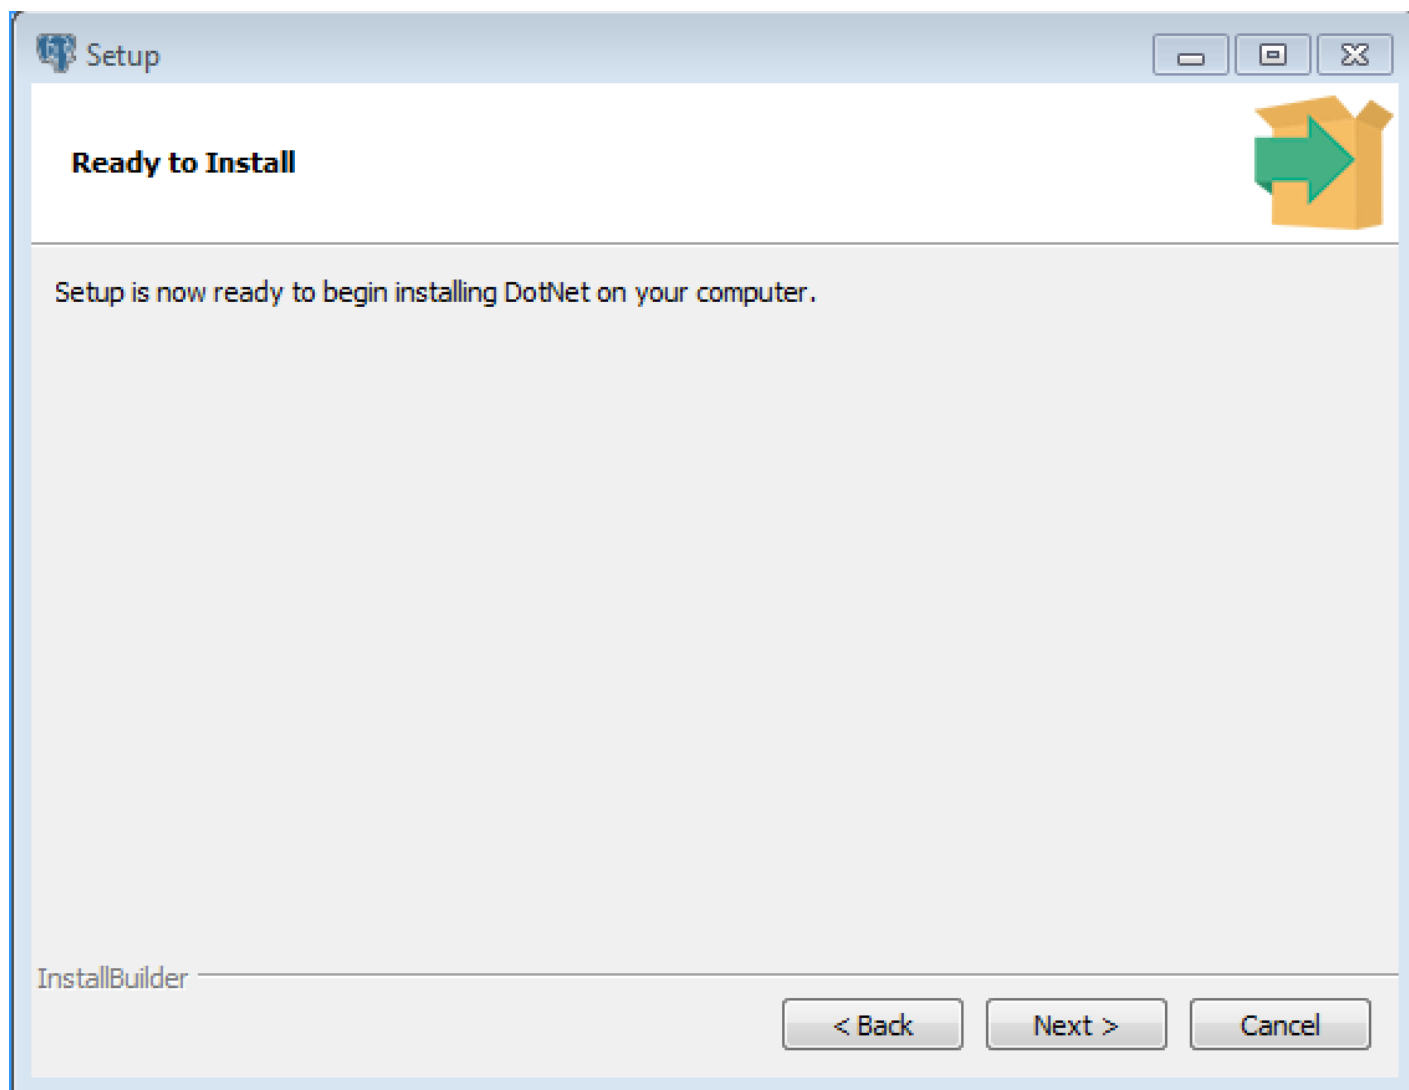 Setup
Ready to Install
Setup is now ready to begin installing DotNet on your computer.
InstallBuilder
< Back
Next >
Cancel